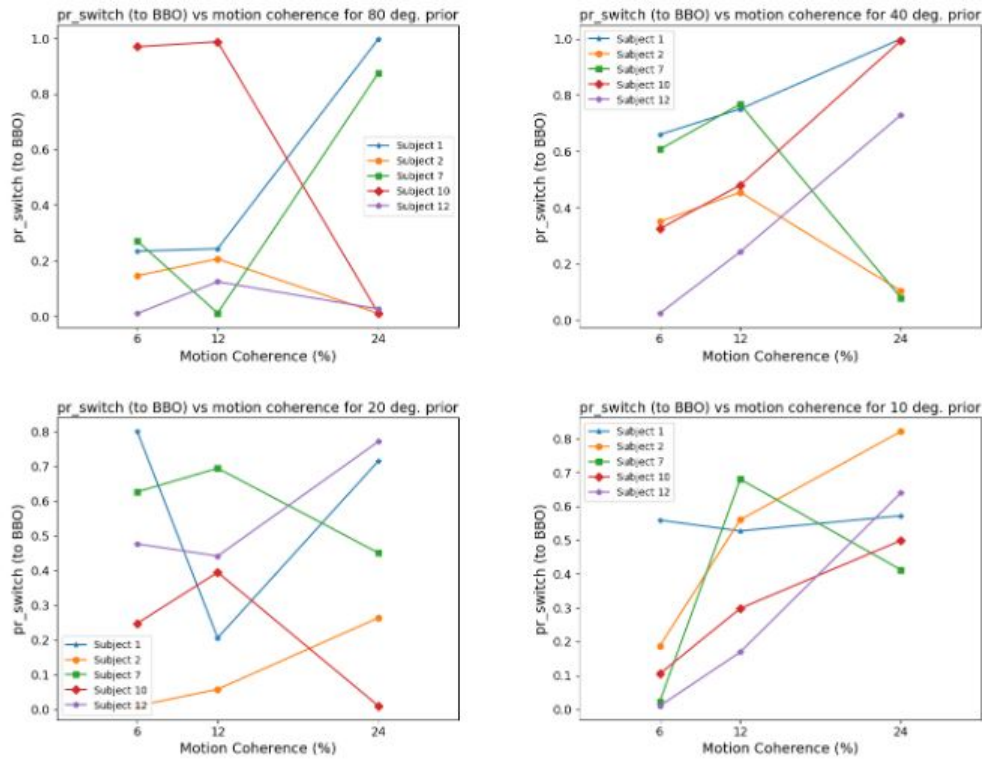 pr_switch (to BBO) vs motion coherence for 80 deg. prior
1.0
0.8
0.6
0.4
0.2
0.0
pr_switch (to BBO)
Subject 1
Subject 2
Subject 7
Subject 10
Subject 12
6
12
24
Motion Coherence (%)
pr_switch (to BBO) vs motion coherence for 40 deg. prior
1.0
0.8
0.6
0.4
0.2
0.0
pr_switch (to BBO)
Subject 1
Subject 2
Subject 7
Subject 10
Subject 12
6
12
24
Motion Coherence (%)
pr_switch (to BBO) vs motion coherence for 20 deg. prior
0.8
0.7
0.6
0.5
0.4
0.3
0.2
0.1
0.0
pr_switch (to BBO)
Subject 1
Subject 2
Subject 7
Subject 10
Subject 12
6
12
24
Motion Coherence (%)
pr_switch (to BBO) vs motion coherence for 10 deg. prior
0.8
0.7
0.6
0.5
0.4
0.3
0.2
0.1
0.0
pr_switch (to BBO)
Subject 1
Subject 2
Subject 7
Subject 10
Subject 12
6
12
24
Motion Coherence (%)